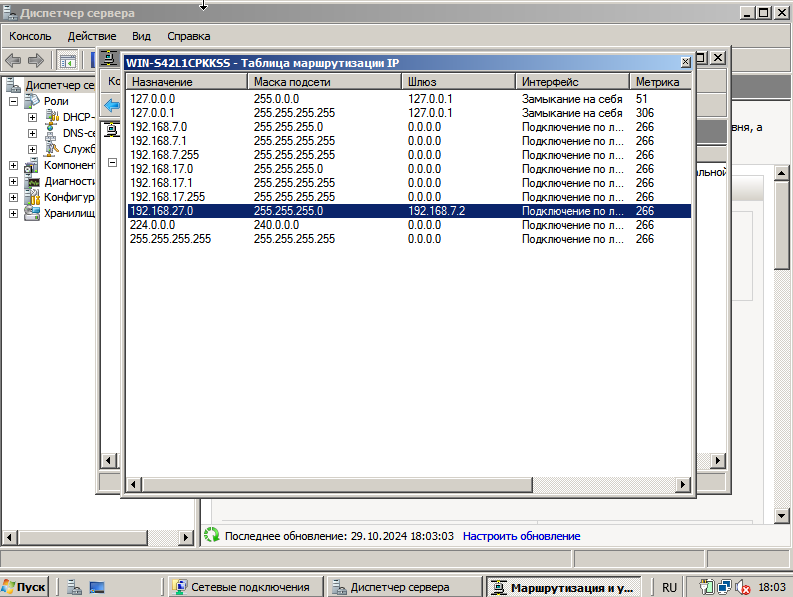 Диспетчер сервера
Консоль Действие Вид Справка
WIN-S42L1CPKKSS - Таблица маршрутизации IP
Назначение Маска подсети Шлюз Интерфейс Метрика
127.0.0.0 255.0.0.0 127.0.0.1 Замыкание на себя 51
127.0.0.1 255.255.255.255 127.0.0.1 Замыкание на себя 306
192.168.7.0 255.255.255.0 0.0.0.0 Подключение по л... 266
192.168.7.1 255.255.255.255 0.0.0.0 Подключение по л... 266
192.168.7.255 255.255.255.255 0.0.0.0 Подключение по л... 266
192.168.17.0 255.255.255.0 0.0.0.0 Подключение по л... 266
192.168.17.1 255.255.255.255 0.0.0.0 Подключение по л... 266
192.168.17.255 255.255.255.255 0.0.0.0 Подключение по л... 266
192.168.27.0 255.255.255.0 192.168.7.2 Подключение по л... 266
224.0.0.0 240.0.0.0 0.0.0.0 Подключение по л... 266
255.255.255.255 255.255.255.255 0.0.0.0 Подключение по л... 266
Ко
Диспетчер се
Роли
DHCP-
DNS-се
Служб
Компонент
Диагности
Конфигур
Хранилищ
вня, а
альной
Последнее обновление: 29.10.2024 18:03:03 Настроить обновление
Пуск Сетевые подключения Диспетчер сервера Маршрутизация и у... RU 18:03